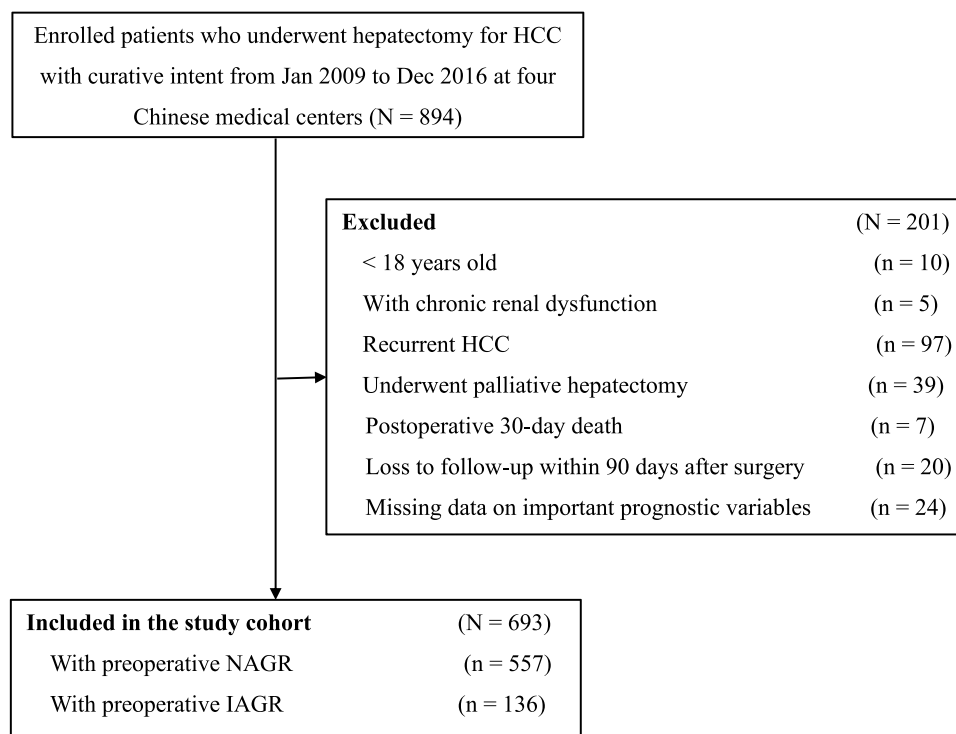 Enrolled patients who underwent hepatectomy for HCC
with curative intent from Jan 2009 to Dec 2016 at four
Chinese medical centers (N = 894)
Excluded (N = 201)
< 18 years old (n = 10)
With chronic renal dysfunction (n = 5)
Recurrent HCC (n = 97)
Underwent palliative hepatectomy (n = 39)
Postoperative 30-day death (n = 7)
Loss to follow-up within 90 days after surgery (n = 20)
Missing data on important prognostic variables (n = 24)
Included in the study cohort (N = 693)
With preoperative NAGR (n = 557)
With preoperative IAGR (n = 136)